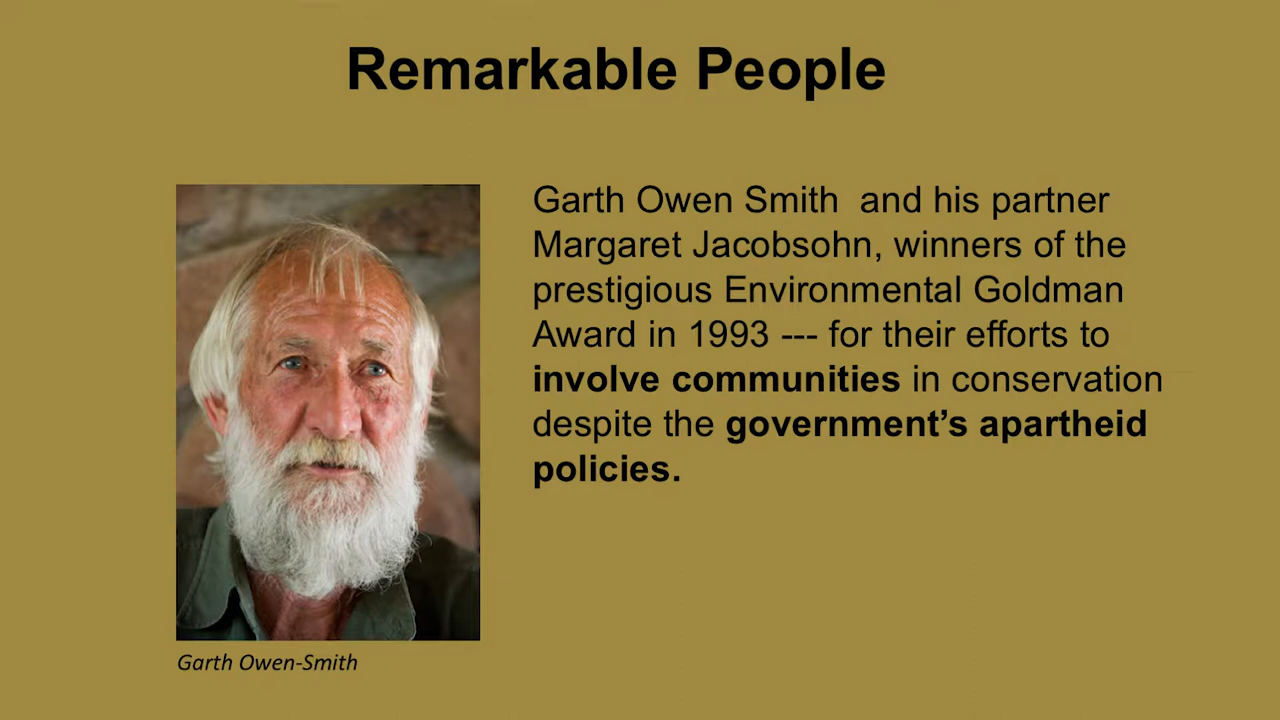 Remarkable People
Garth Owen Smith  and his partner
Margaret Jacobsohn, winners of the
prestigious Environmental Goldman
Award in 1993 --- for their efforts to
involve communities in conservation
despite the government’s apartheid
policies.
Garth Owen-Smith